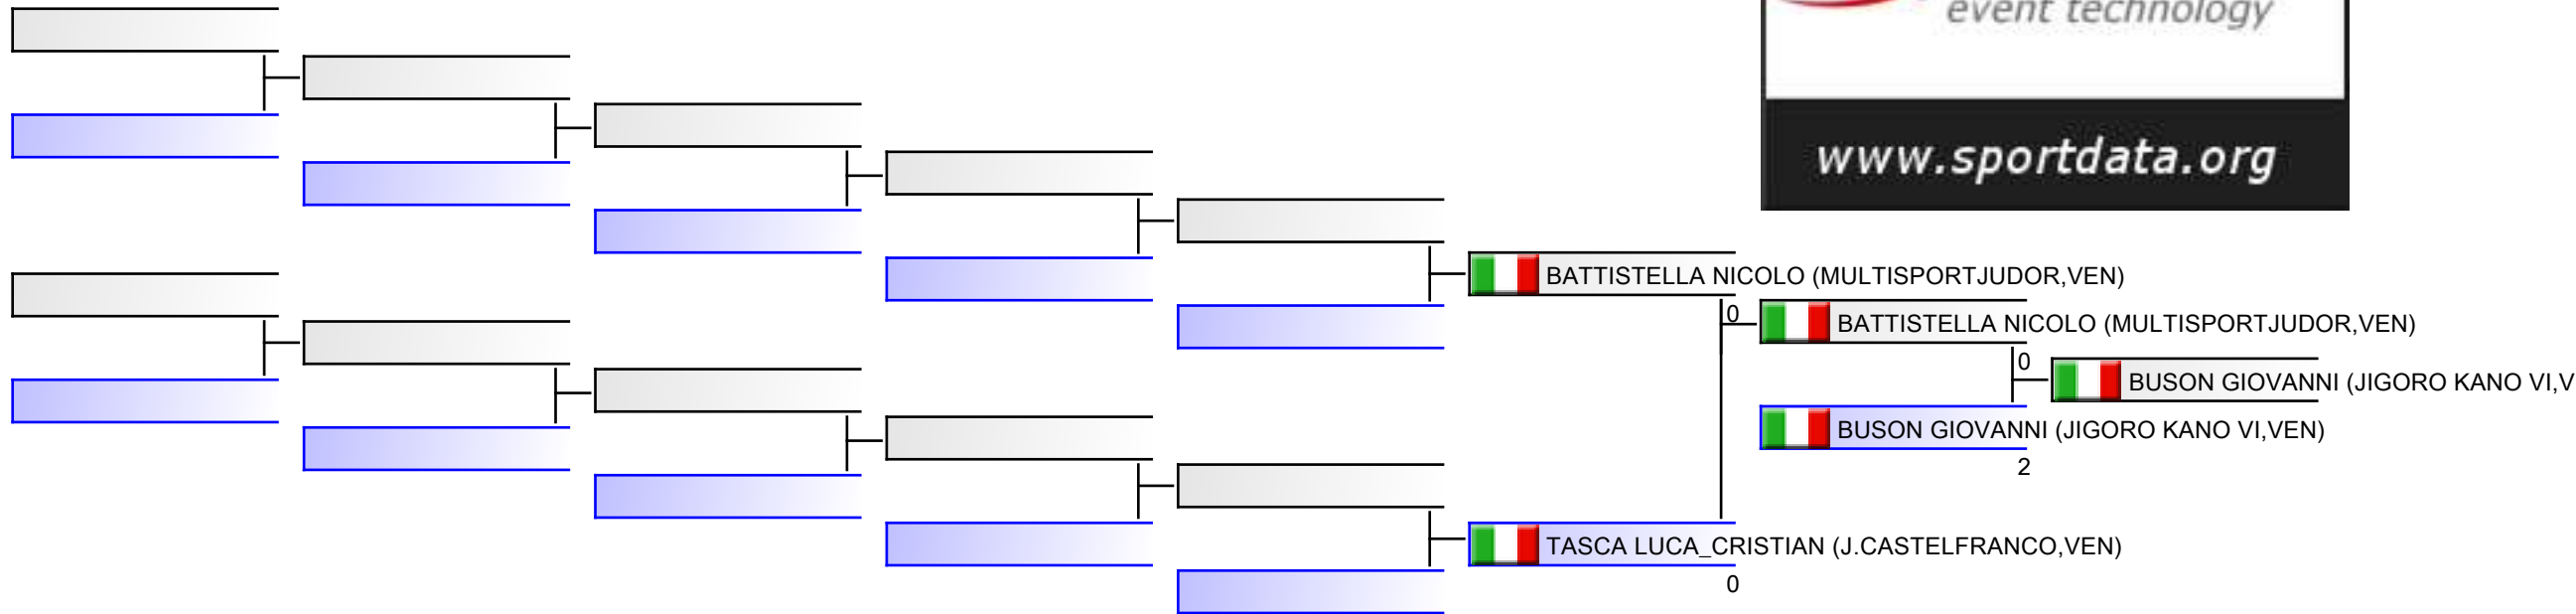 event technology
www.sportdata.org
BATTISTELLA NICOLO (MULTISPORTJUDOR,VEN)
0
BATTISTELLA NICOLO (MULTISPORTJUDOR,VEN)
0
BUSON GIOVANNI (JIGORO KANO VI,V
BUSON GIOVANNI (JIGORO KANO VI,VEN)
2
TASCA LUCA_CRISTIAN (J.CASTELFRANCO,VEN)
0